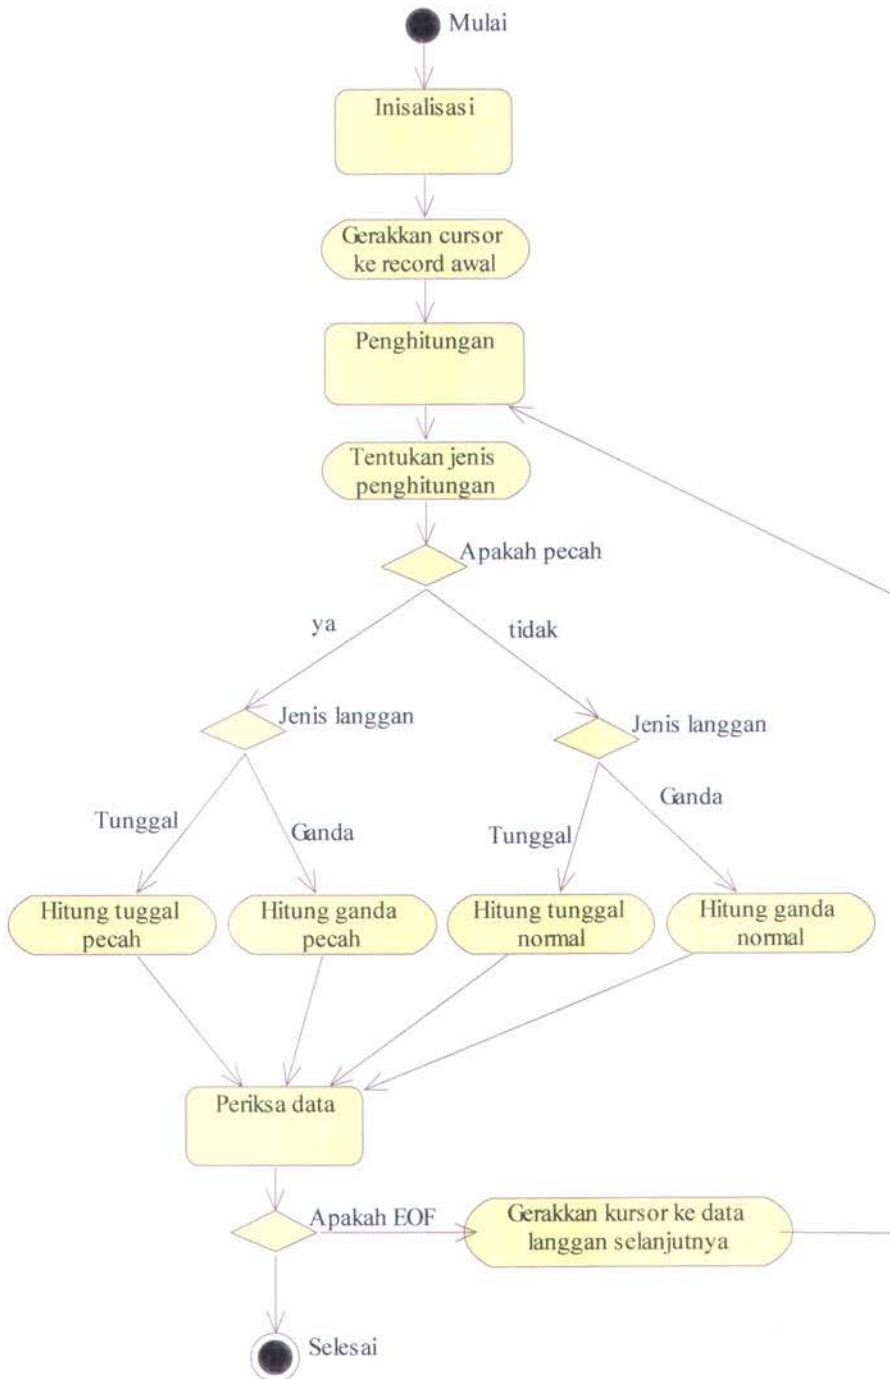 Mulai
Inisalisasi
Gerakkan cursor
ke record awal
Penghitungan
Tentukan jenis
penghitungan
Apakah pecah
ya
tidak
Jenis langgan
Jenis langgan
Tunggal
Ganda
Tunggal
Ganda
Hitung tuggal
pecah
Hitung ganda
pecah
Hitung tunggal
normal
Hitung ganda
normal
Periksa data
Apakah EOF
Gerakkan kursor ke data
langgan selanjutnya
Selesai